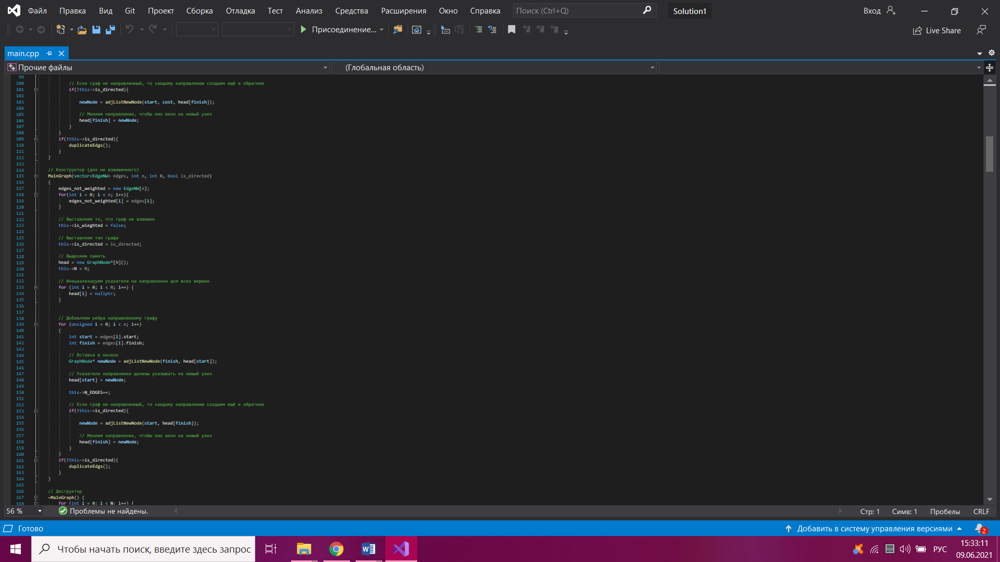 Файл Правка Вид Git Проект Сборка Отладка Тест Анализ Средства Расширения Окно Справка Поиск (Ctrl+Q) Solution1 Вход
Присоединение... Live Share
main.cpp
Прочие файлы (Глобальная область)
99
100 // Если граф не направленный, то каждому направлению создаем ещё и обратное
101 if(!this->is_directed){
102
103 newNode = adjListNewNode(start, cost, head[finish]);
104
105 // Меняем направление, чтобы оно вело на новый узел
106 head[finish] = newNode;
107 }
108 }
109 if(!this->is_directed){
110 duplicateEdgs();
111 }
112 }
113
114 // Конструктор (для не взвешенного)
115 MainGraph(vector<EdgeNW> edges, int n, int N, bool is_directed)
116 {
117 edges_not_weighted = new EdgeNW[n];
118 for(int i = 0; i < n; i++){
119 edges_not_weighted[i] = edges[i];
120 }
121
122 // Выставляем то, что граф не взвешен
123 this->is_wieghted = false;
124
125 // Выставляем тип графа
126 this->is_directed = is_directed;
127
128 // Выделяем память
129 head = new GraphNode*[N]();
130 this->N = N;
131
132 // Инициализируем указатели на направления для всех вершин
133 for (int i = 0; i < N; i++) {
134 head[i] = nullptr;
135 }
136
137
138 // Добавляем ребра направленному графу
139 for (unsigned i = 0; i < n; i++)
140 {
141 int start = edges[i].start;
142 int finish = edges[i].finish;
143
144 // Вставка в начало
145 GraphNode* newNode = adjListNewNode(finish, head[start]);
146
147 // Указатели направления должны указывать на новый узел
148 head[start] = newNode;
149
150 this->N_EDGES++;
151
152 // Если граф не направленный, то каждому направлению создаем ещё и обратное
153 if(!this->is_directed){
154
155 newNode = adjListNewNode(start, head[finish]);
156
157 // Меняем направление, чтобы оно вело на новый узел
158 head[finish] = newNode;
159 }
160 }
161 if(!this->is_directed){
162 duplicateEdgs();
163 }
164 }
165
166 // Деструктор
167 ~MainGraph() {
168 for (int i = 0; i < N; i++) {
56 % Проблемы не найдены. Стр: 1 Симв: 1 Пробелы CRLF
Готово Добавить в систему управления версиями 2
Чтобы начать поиск, введите здесь запрос РУС 15:33:11
09.06.2021